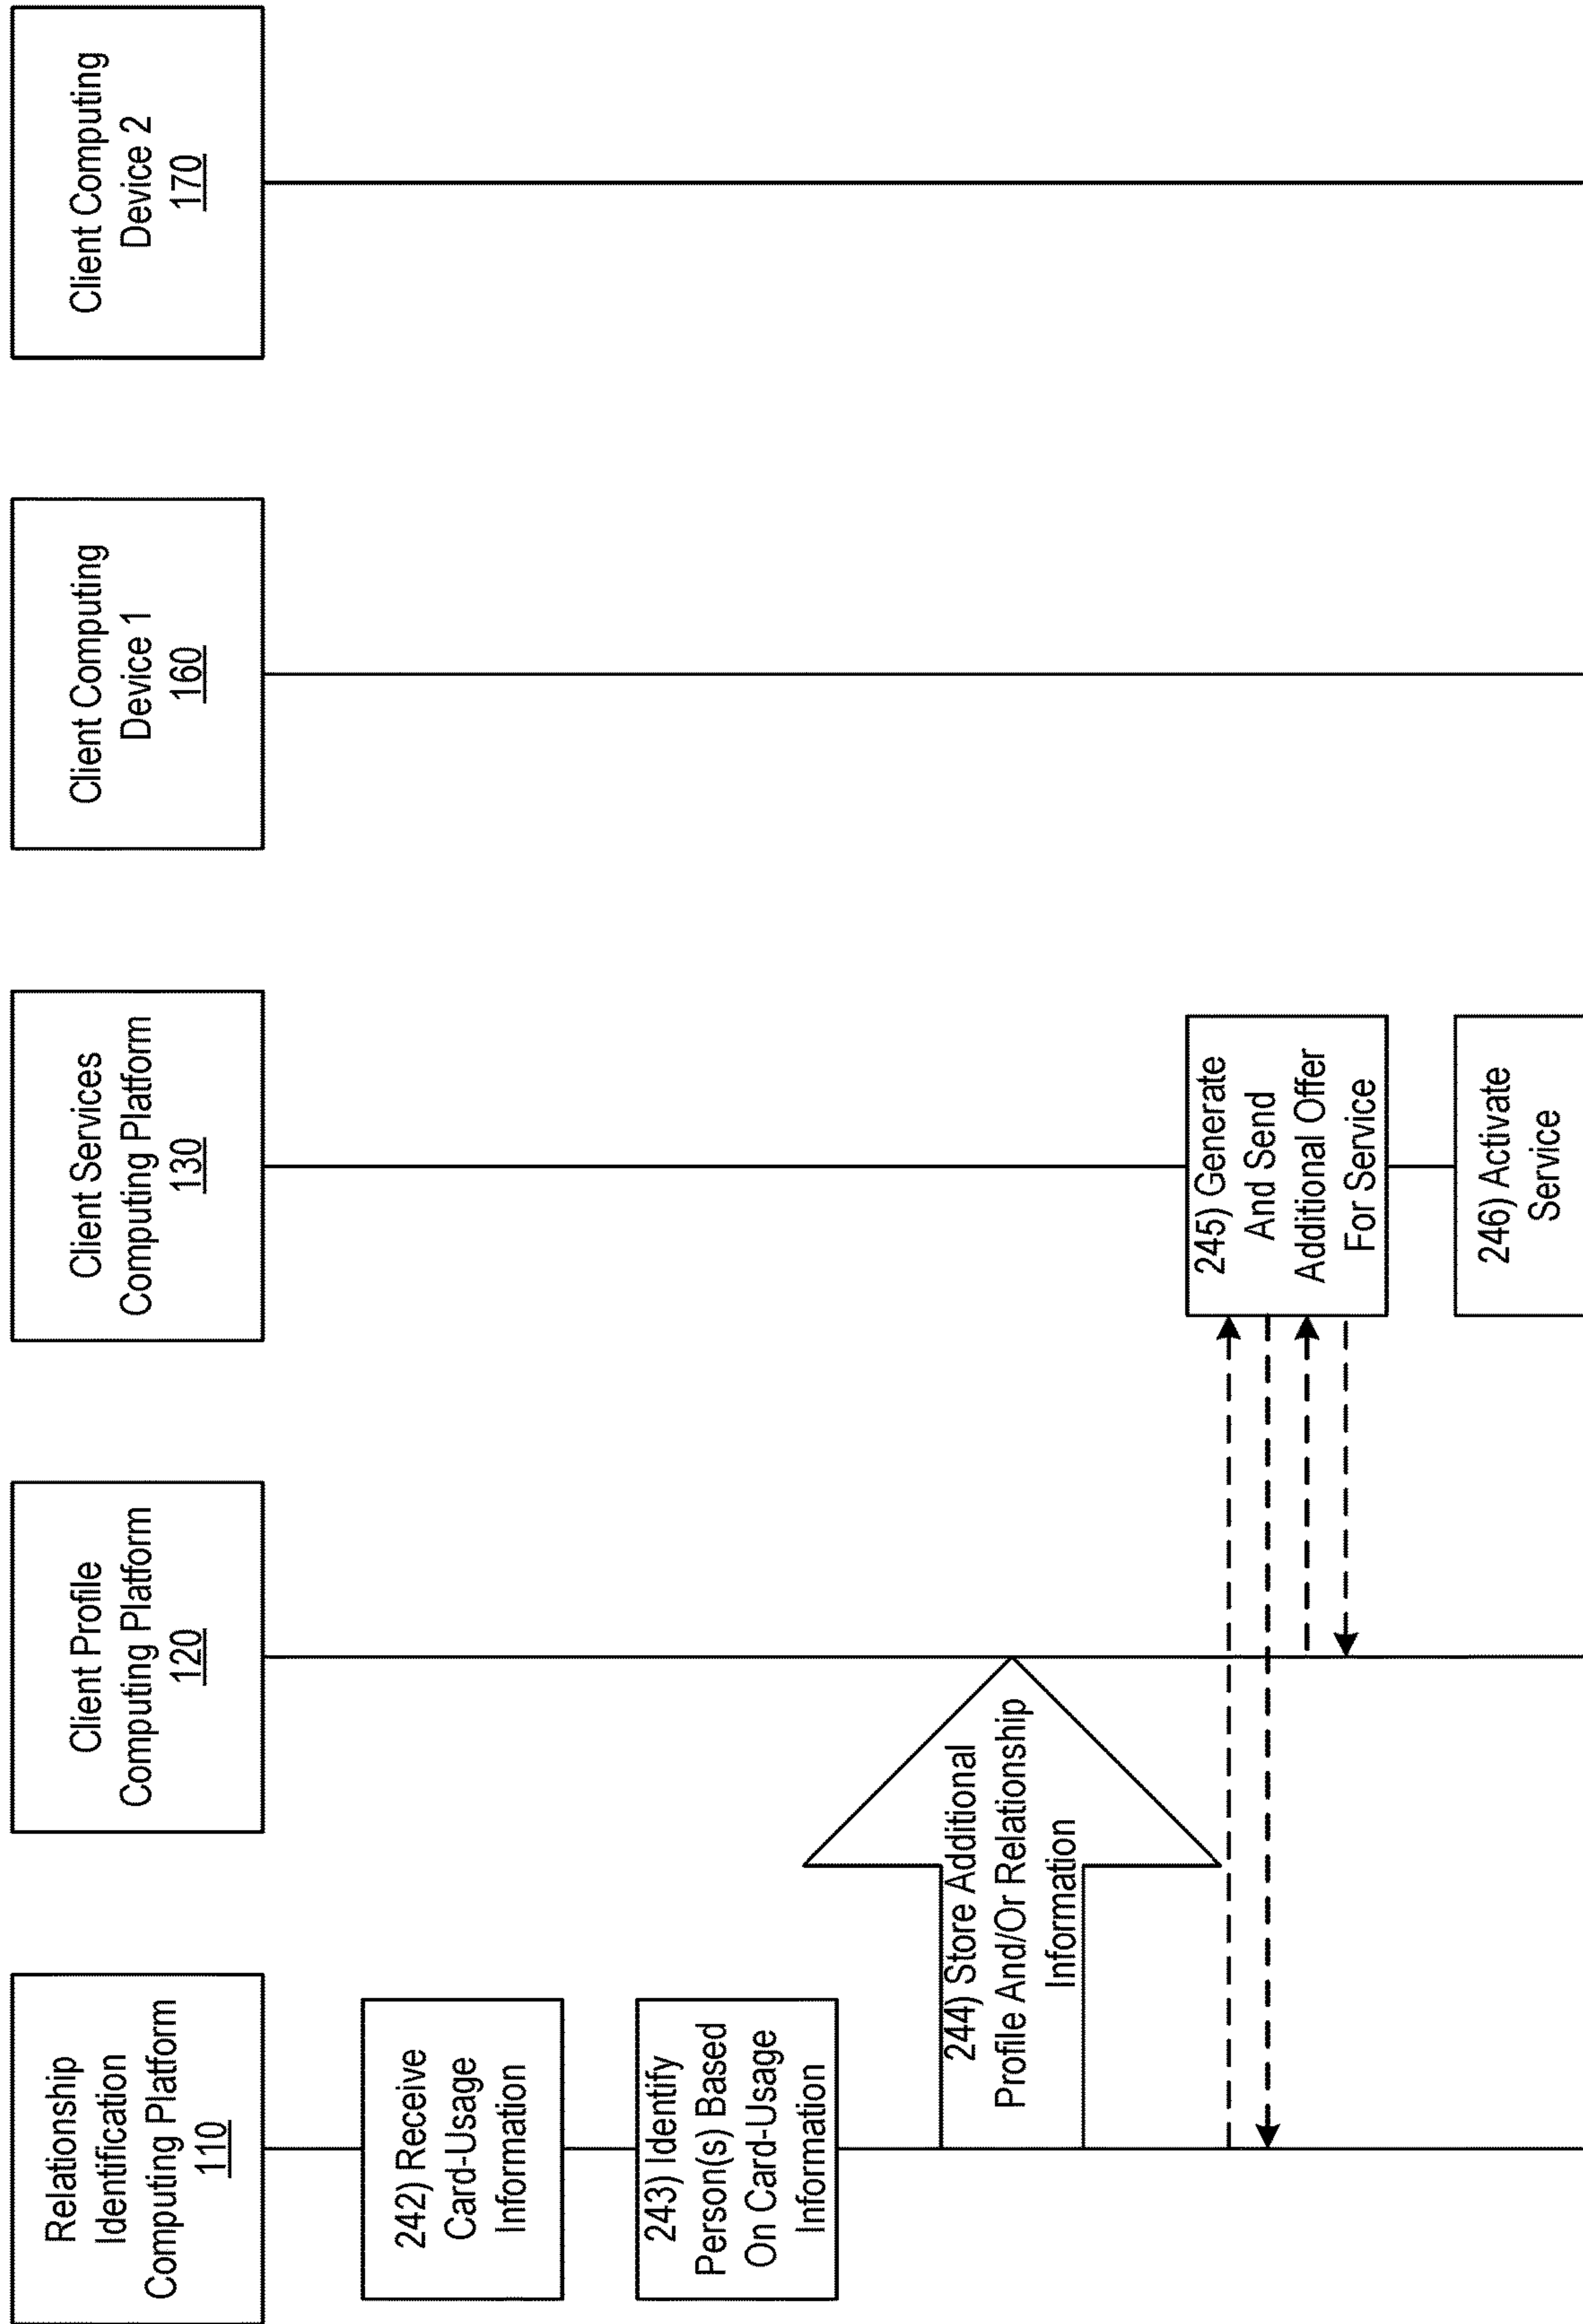 Relationship
Identification
Computing Platform
110
Client Profile
Computing Platform
120
Client Services
Computing Platform
130
Client Computing
Device 1
160
Client Computing
Device 2
170
242) Receive
Card-Usage
Information
243) Identify
Person(s) Based
On Card-Usage
Information
244) Store Additional
Profile And/Or Relationship
Information
245) Generate
And Send
Additional Offer
For Service
246) Activate
Service